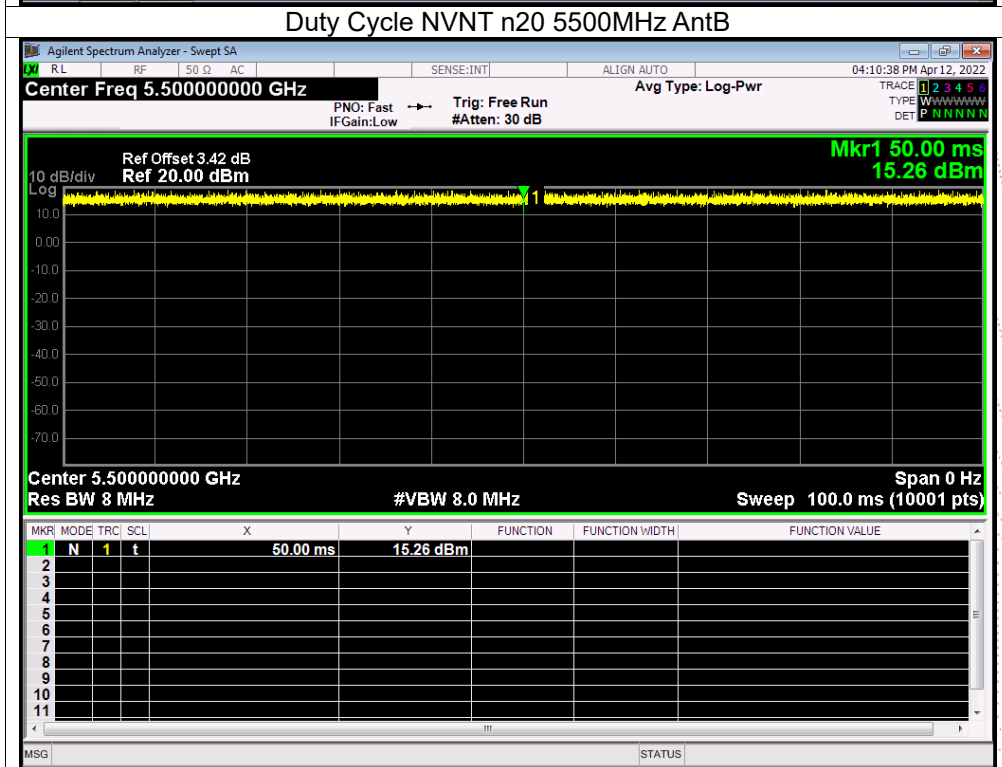 Duty Cycle NVNT n20 5500MHz AntB
Agilent Spectrum Analyzer - Swept SA
LXI RL RF 50 Ω AC SENSE:INT ALIGN AUTO 04:10:38 PM Apr 12, 2022
Center Freq 5.500000000 GHz Avg Type: Log-Pwr TRACE 1 2 3 4 5 6
PNO: Fast Trig: Free Run TYPE WWWWWW
IFGain:Low #Atten: 30 dB DET P N N N N N
Mkr1 50.00 ms
Ref Offset 3.42 dB
10 dB/div Ref 20.00 dBm 15.26 dBm
Log
1
10.0
0.00
-10.0
-20.0
-30.0
-40.0
-50.0
-60.0
-70.0
Center 5.500000000 GHz Span 0 Hz
Res BW 8 MHz #VBW 8.0 MHz Sweep 100.0 ms (10001 pts)
MKR MODE TRC SCL X Y FUNCTION FUNCTION WIDTH FUNCTION VALUE
1 N 1 t 50.00 ms 15.26 dBm
2
3
4
5
6
7
8
9
10
11
MSG STATUS